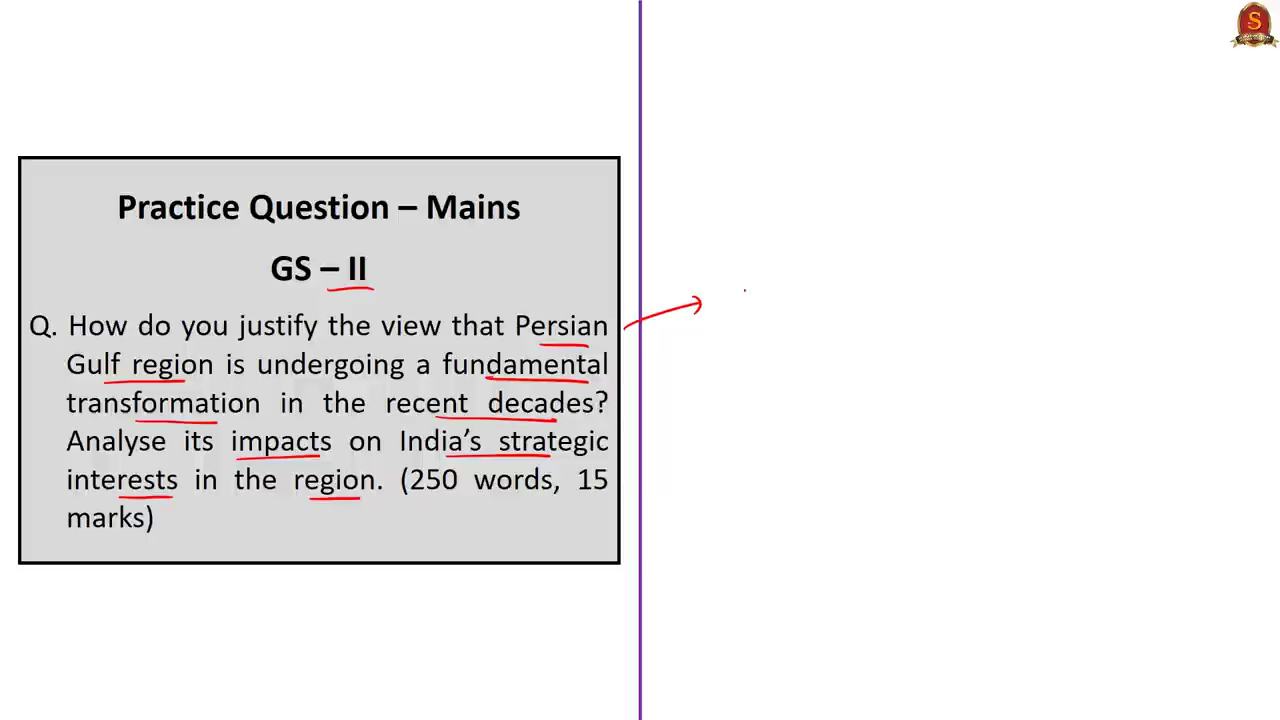 Practice Question – Mains
GS – II
Q. How do you justify the view that Persian
Gulf region is undergoing a fundamental
transformation in the recent decades?
Analyse its impacts on India's strategic
interests in the region. (250 words, 15
marks)
S